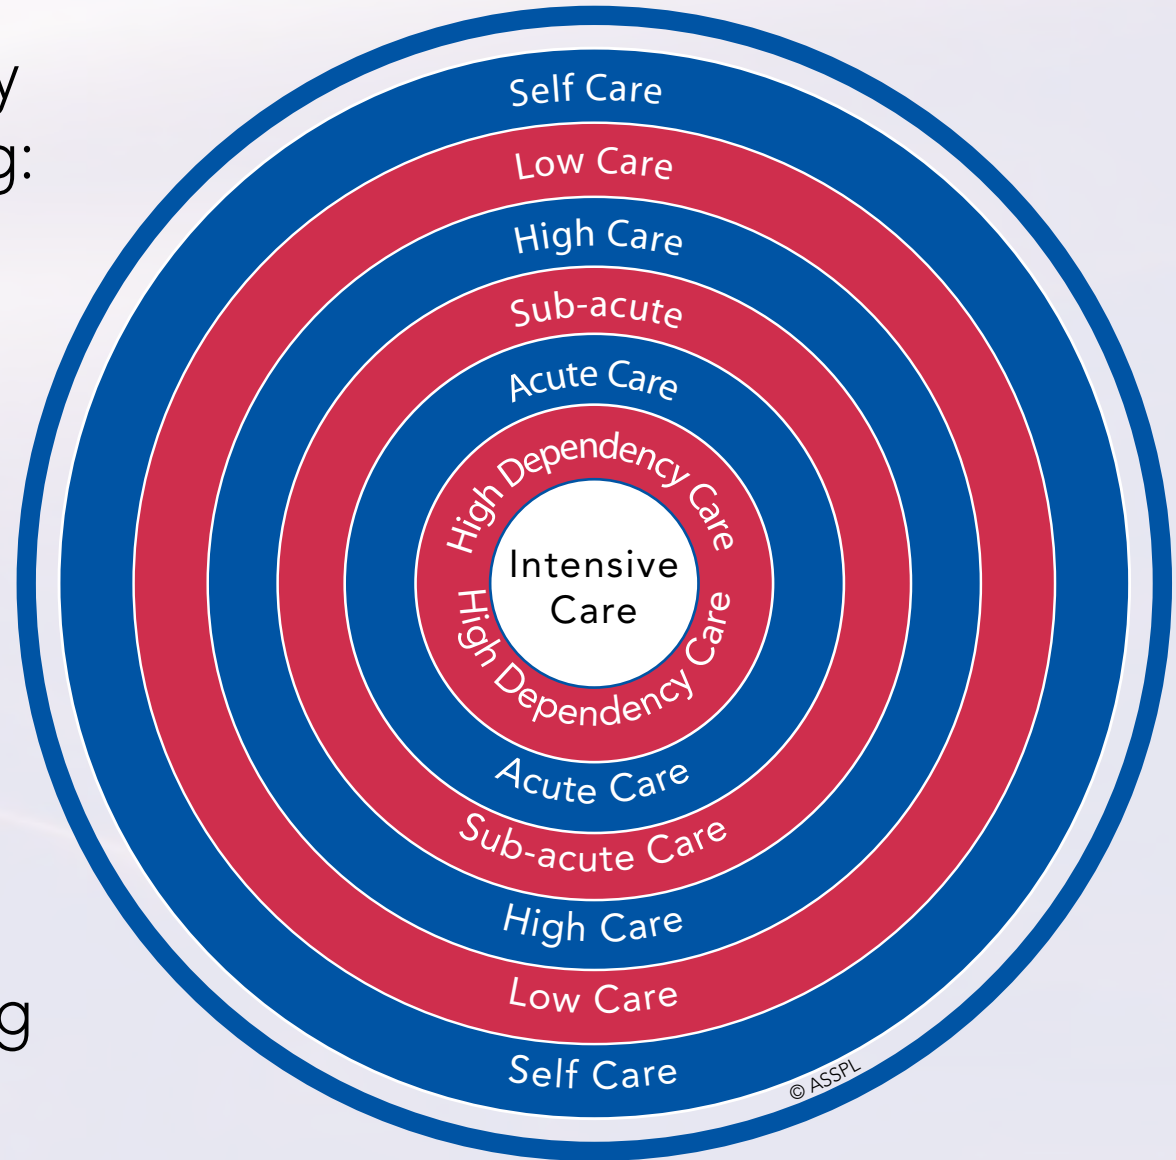 y
g:
Self Care
Low Care
High Care
Sub-acute
Acute Care
High Dependency Care
Intensive
Care
High Dependency Care
Acute Care
Sub-acute Care
High Care
Low Care
g
Self Care
© ASSPL